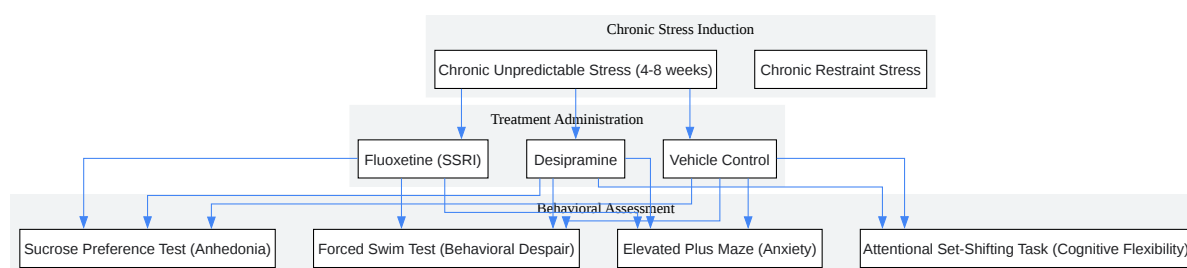 Chronic Stress Induction
Chronic Unpredictable Stress (4-8 weeks)
Chronic Restraint Stress
Treatment Administration
Fluoxetine (SSRI)
Desipramine
Vehicle Control
Behavioral Assessment
Sucrose Preference Test (Anhedonia)
Forced Swim Test (Behavioral Despair)
Elevated Plus Maze (Anxiety)
Attentional Set-Shifting Task (Cognitive Flexibility)